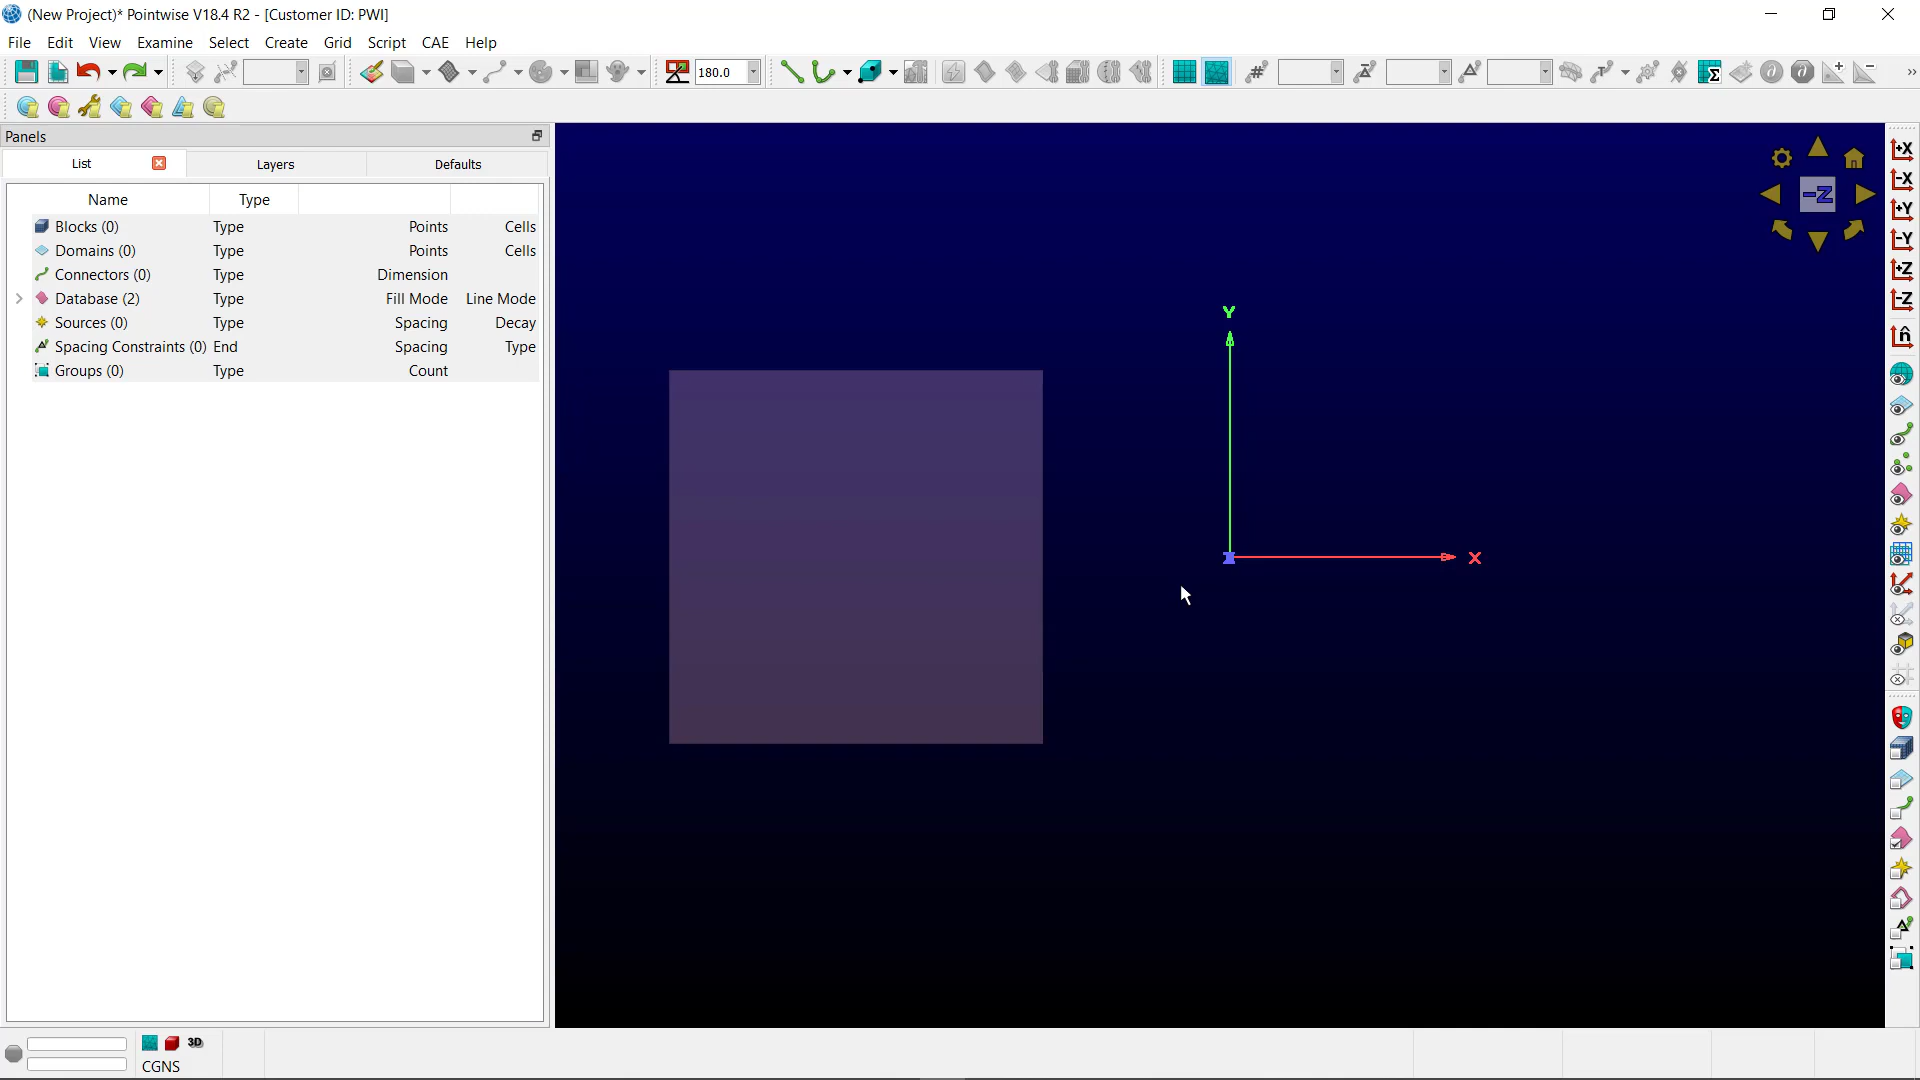 (New Project)* Pointwise V18.4 R2 - [Customer ID: PWI]
File Edit View Examine Select Create Grid Script CAE Help
180.0
Panels
List Layers Defaults
Name Type
Blocks (0) Type Points Cells
Domains (0) Type Points Cells
Connectors (0) Type Dimension
Database (2) Type Fill Mode Line Mode
Sources (0) Type Spacing Decay
Spacing Constraints (0) End Spacing Type
Groups (0) Type Count
-Z
Y
X
+X
-X
+Y
-Y
+Z
-Z
n̂
3D
CGNS